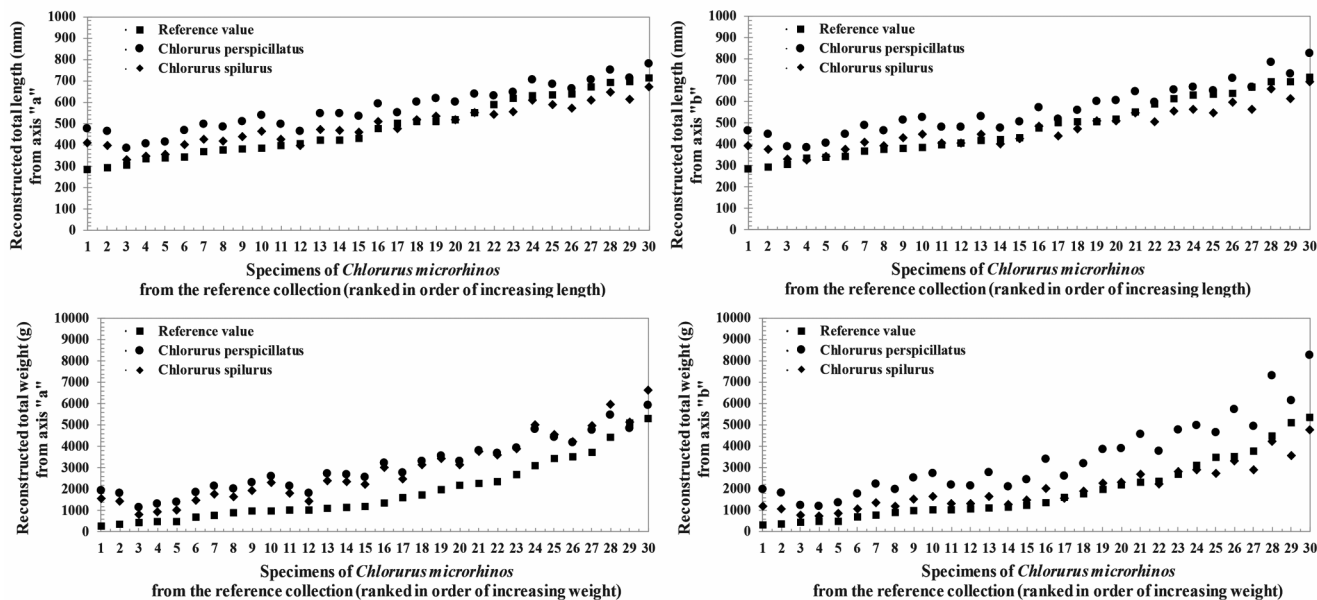 Reconstructed total length (mm)
from axis "a"
1000
900
800
700
600
500
400
300
200
100
0
Reference value
Chlorurus perspicillatus
Chlorurus spilurus
1 2 3 4 5 6 7 8 9 10 11 12 13 14 15 16 17 18 19 20 21 22 23 24 25 26 27 28 29 30
Specimens of Chlorurus microrhinos
from the reference collection (ranked in order of increasing length)
Reconstructed total length (mm)
from axis "b"
1000
900
800
700
600
500
400
300
200
100
0
Reference value
Chlorurus perspicillatus
Chlorurus spilurus
1 2 3 4 5 6 7 8 9 10 11 12 13 14 15 16 17 18 19 20 21 22 23 24 25 26 27 28 29 30
Specimens of Chlorurus microrhinos
from the reference collection (ranked in order of increasing length)
Reconstructed total weight (g)
from axis "a"
10000
9000
8000
7000
6000
5000
4000
3000
2000
1000
0
Reference value
Chlorurus perspicillatus
Chlorurus spilurus
1 2 3 4 5 6 7 8 9 10 11 12 13 14 15 16 17 18 19 20 21 22 23 24 25 26 27 28 29 30
Specimens of Chlorurus microrhinos
from the reference collection (ranked in order of increasing weight)
Reconstructed total weight (g)
from axis "b"
10000
9000
8000
7000
6000
5000
4000
3000
2000
1000
0
Reference value
Chlorurus perspicillatus
Chlorurus spilurus
1 2 3 4 5 6 7 8 9 10 11 12 13 14 15 16 17 18 19 20 21 22 23 24 25 26 27 28 29 30
Specimens of Chlorurus microrhinos
from the reference collection (ranked in order of increasing weight)